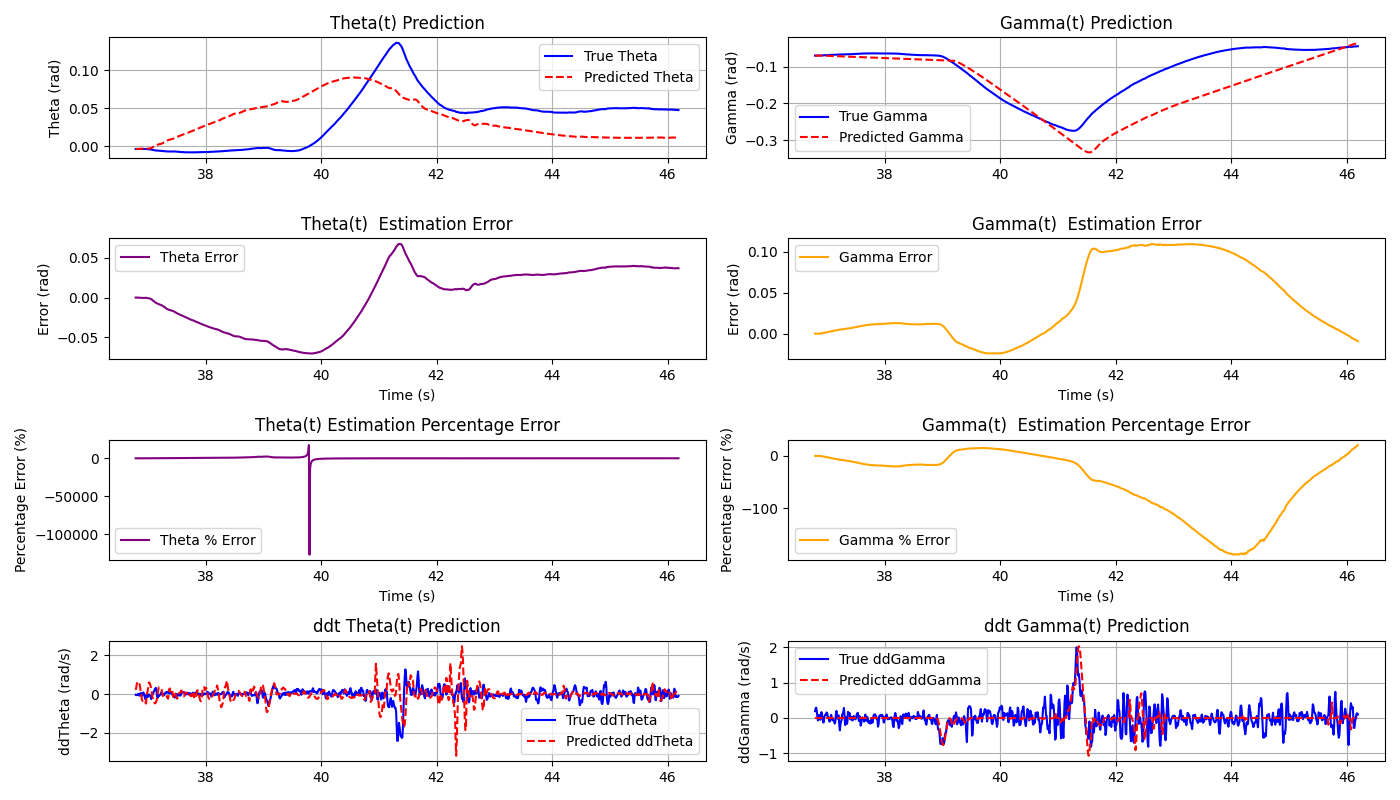 Theta(t) Prediction
Theta (rad)
0.10
0.05
0.00
True Theta
Predicted Theta
38 40 42 44 46
Gamma(t) Prediction
Gamma (rad)
−0.1
−0.2
−0.3
True Gamma
Predicted Gamma
38 40 42 44 46
Theta(t)  Estimation Error
Error (rad)
0.05
0.00
−0.05
Theta Error
38 40 42 44 46
Time (s)
Gamma(t)  Estimation Error
Error (rad)
0.10
0.05
0.00
Gamma Error
38 40 42 44 46
Time (s)
Theta(t) Estimation Percentage Error
Percentage Error (%)
0
−50000
−100000
Theta % Error
38 40 42 44 46
Time (s)
Gamma(t)  Estimation Percentage Error
Percentage Error (%)
0
−100
Gamma % Error
38 40 42 44 46
Time (s)
ddt Theta(t) Prediction
ddTheta (rad/s)
2
0
−2
True ddTheta
Predicted ddTheta
38 40 42 44 46
ddt Gamma(t) Prediction
ddGamma (rad/s)
2
1
0
−1
True ddGamma
Predicted ddGamma
38 40 42 44 46